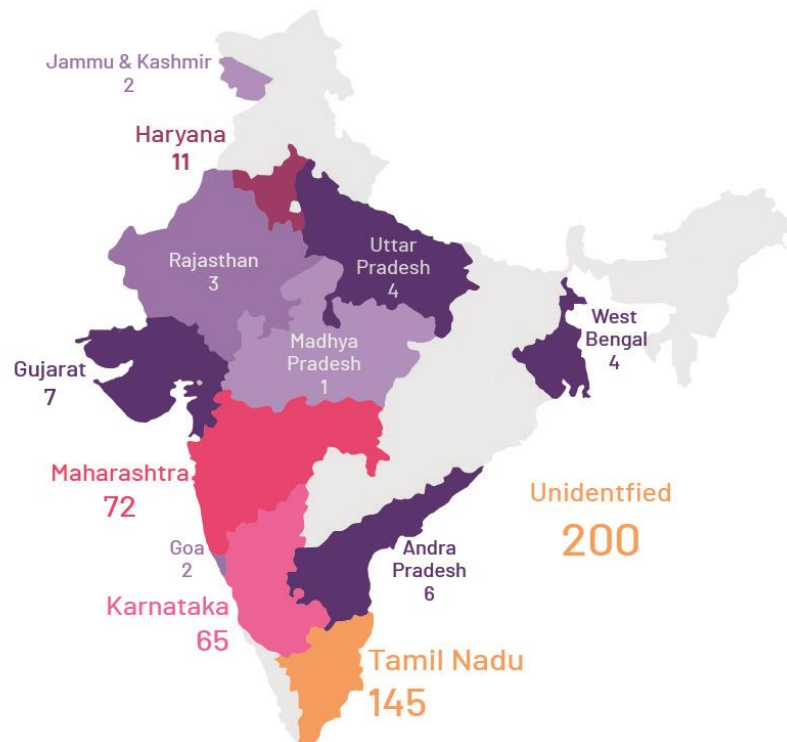 Jammu & Kashmir
2
Haryana
11
Rajasthan
3
Uttar
Pradesh
4
West
Bengal
4
Madhya
Pradesh
1
Gujarat
7
Maharashtra
72
Unidentfied
200
Goa
2
Andra
Pradesh
6
Karnataka
65
Tamil Nadu
145